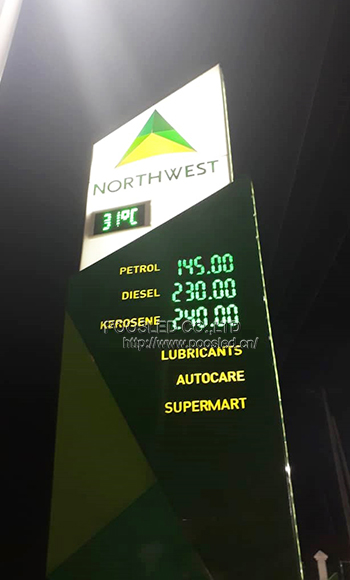 NORTHWEST
31°C
PETROL 145.00
DIESEL 230.00
KEROSENE 240.00
POOSLED CO.,LTD
http://www.poosled.cn/
LUBRICANTS
AUTOCARE
SUPERMART